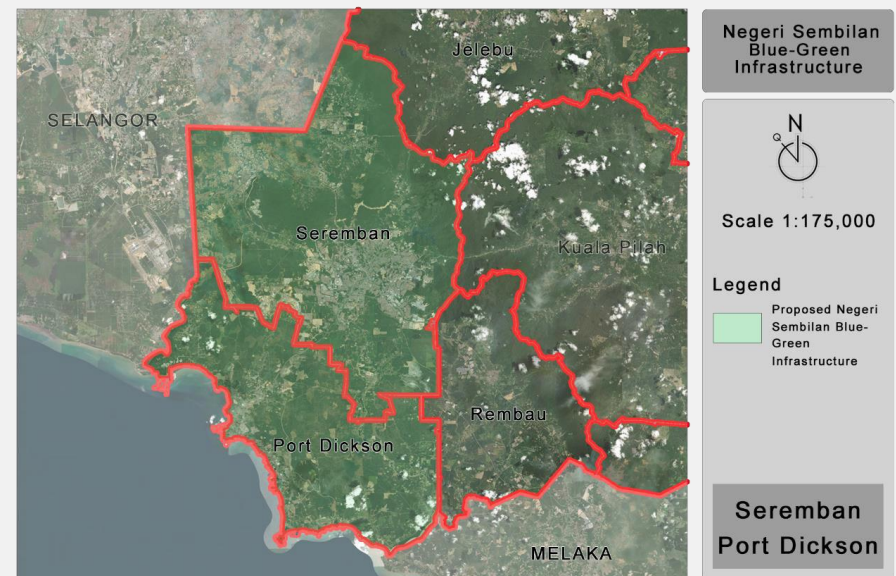 Jelebu
SELANGOR
Seremban
Kuala Pilah
Rembau
Port Dickson
MELAKA
Negeri Sembilan
Blue-Green
Infrastructure
N
Q
Scale 1:175,000
Legend
Proposed Negeri
Sembilan Blue-
Green
Infrastructure
Seremban
Port Dickson